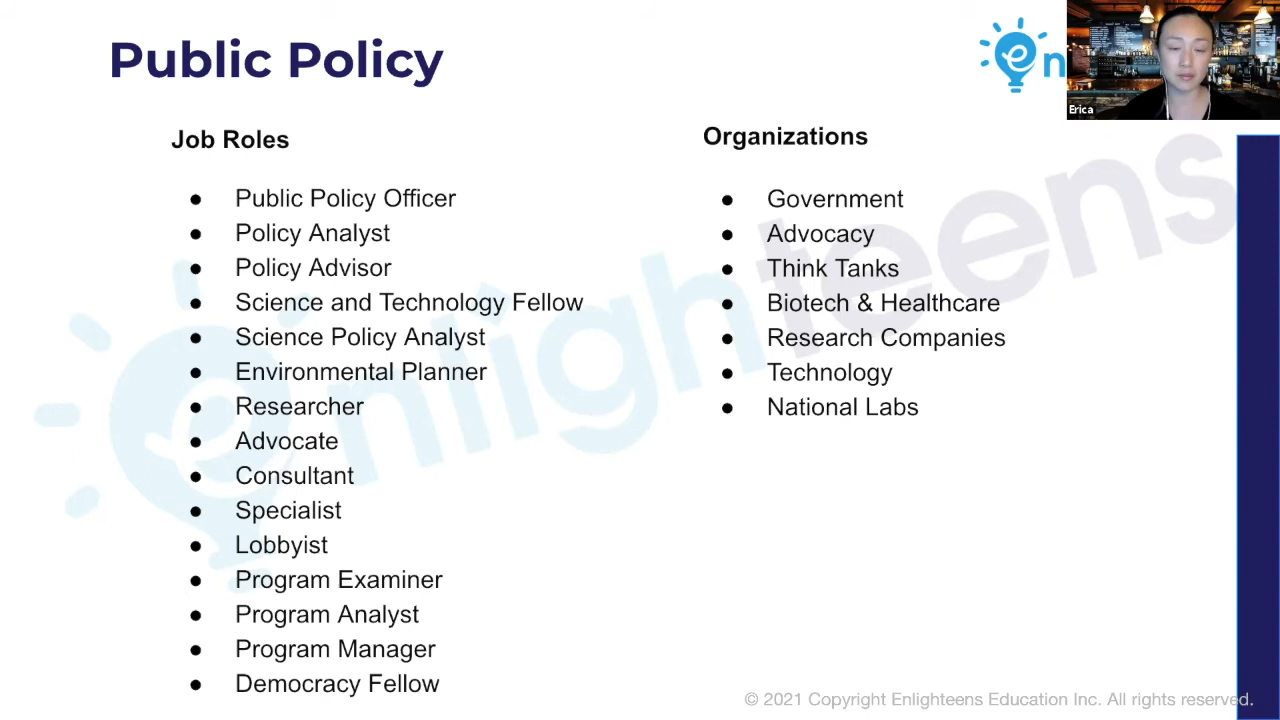 Public Policy
en
Erica
Job Roles
● Public Policy Officer
● Policy Analyst
● Policy Advisor
● Science and Technology Fellow
● Science Policy Analyst
● Environmental Planner
● Researcher
● Advocate
● Consultant
● Specialist
● Lobbyist
● Program Examiner
● Program Analyst
● Program Manager
● Democracy Fellow
Organizations
● Government
● Advocacy
● Think Tanks
● Biotech & Healthcare
● Research Companies
● Technology
● National Labs
enlighteens
© 2021 Copyright Enlighteens Education Inc. All rights reserved.